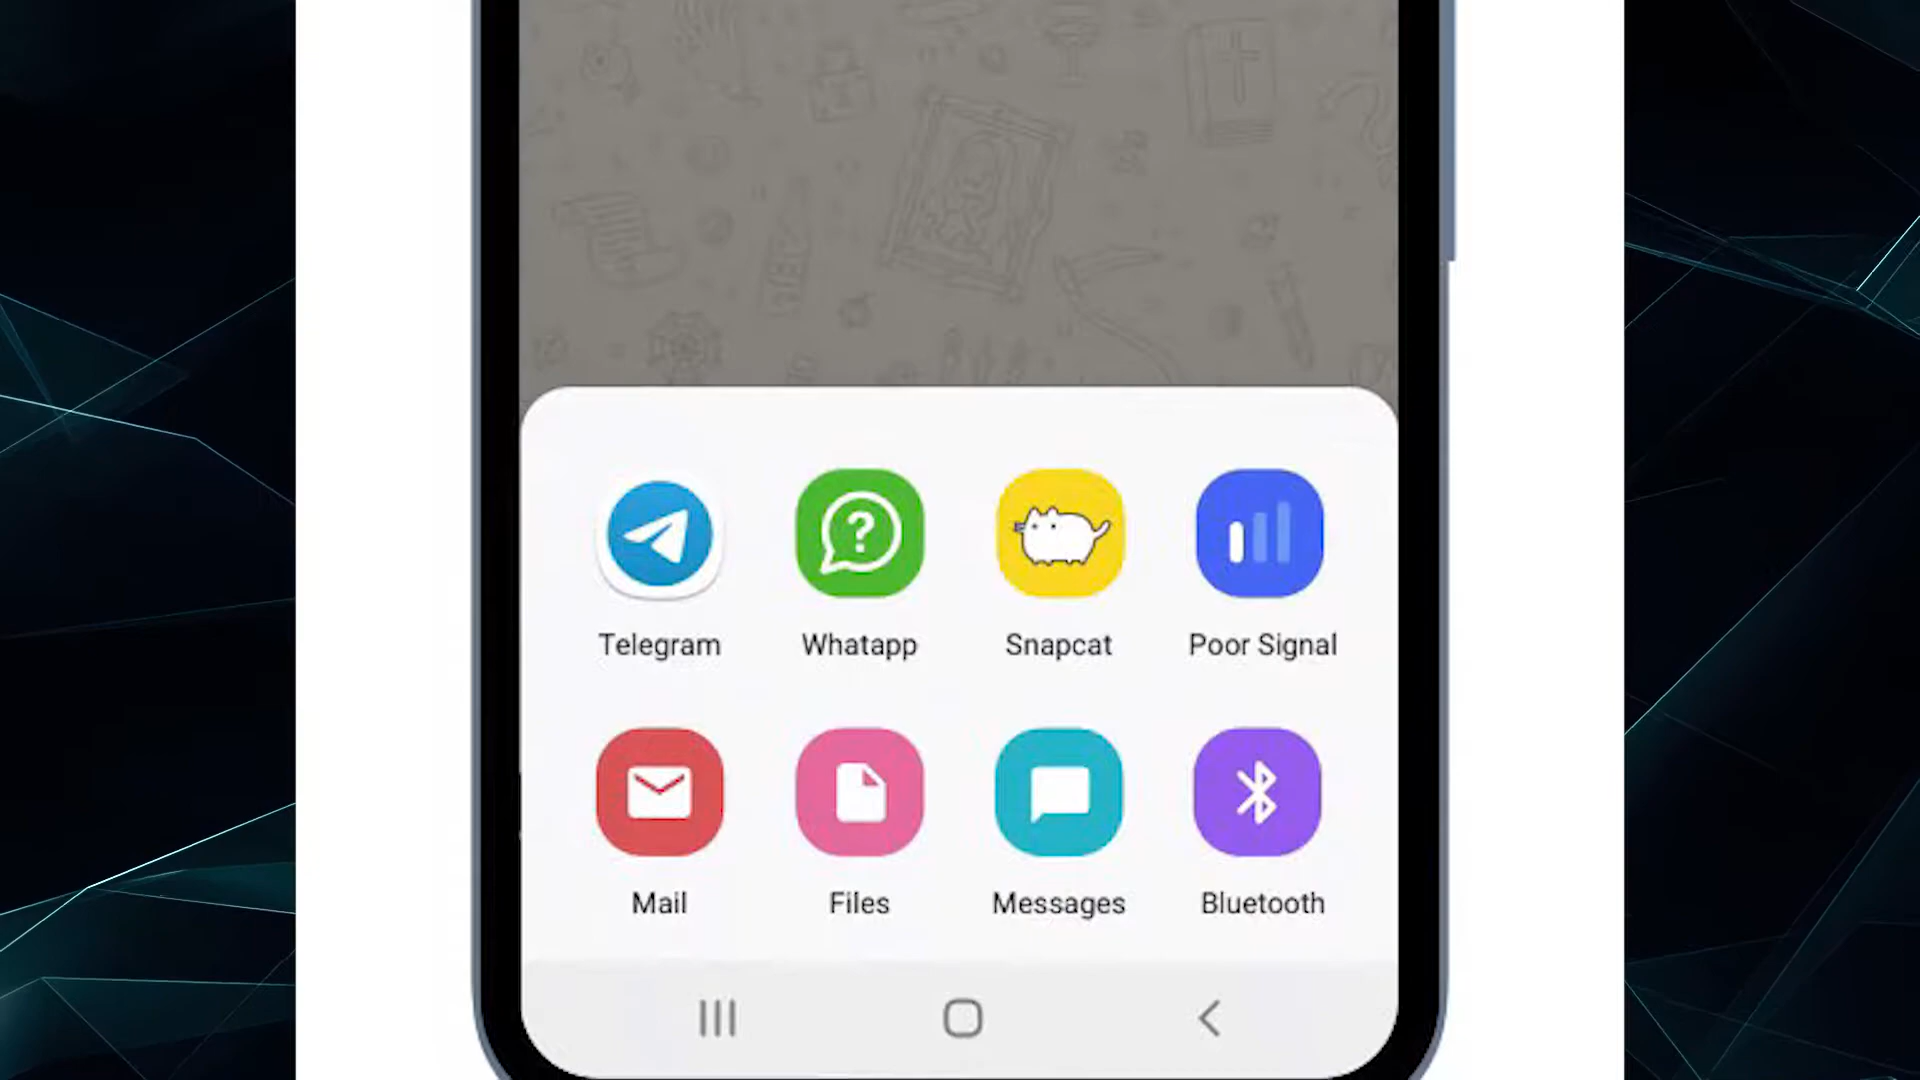 Telegram
Whatapp
Snapcat
Poor Signal
Mail
Files
Messages
Bluetooth